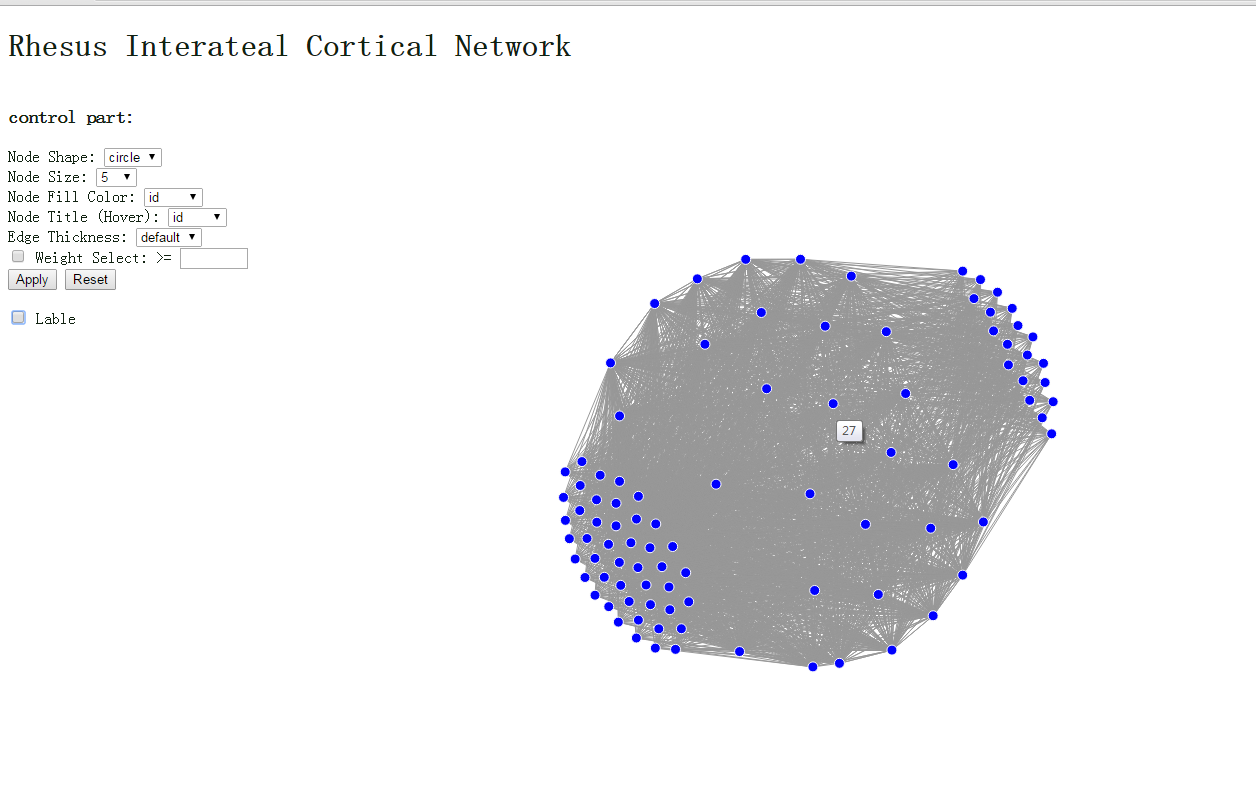 Rhesus Interateal Cortical Network
control part:
Node Shape: circle
Node Size: 5
Node Fill Color: id
Node Title (Hover): id
Edge Thickness: default
Weight Select: >=
Apply Reset
Lable
27